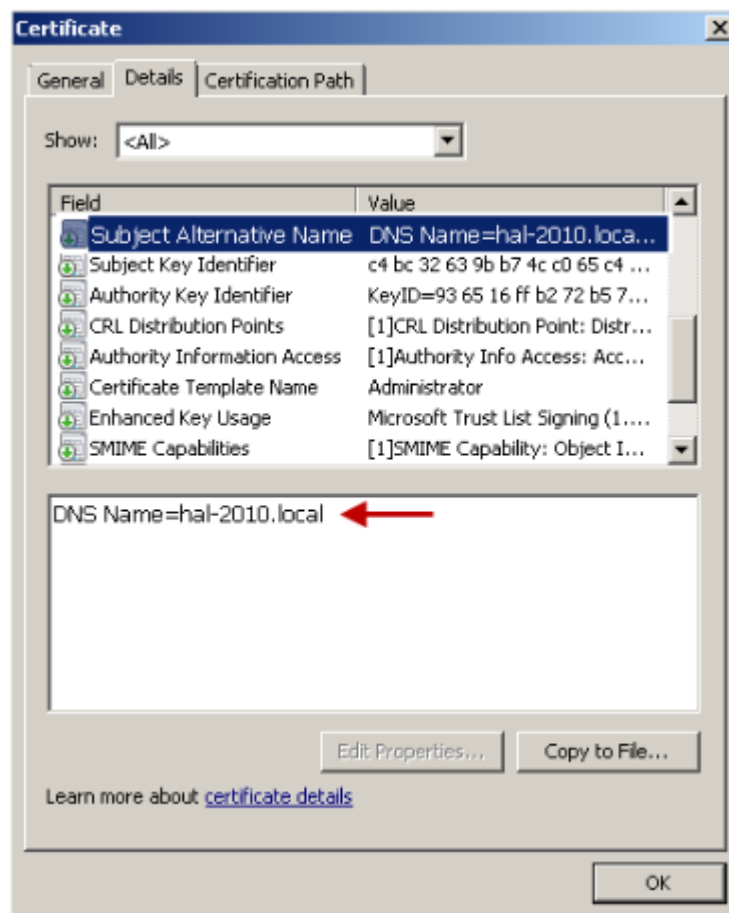 Certificate
General Details Certification Path
Show: <All>
Field Value
Subject Alternative Name DNS Name=hal-2010.loca...
Subject Key Identifier c4 bc 32 63 9b b7 4c c0 65 c4 ...
Authority Key Identifier KeyID=93 65 16 ff b2 72 b5 7...
CRL Distribution Points [1]CRL Distribution Point: Distr...
Authority Information Access [1]Authority Info Access: Acc...
Certificate Template Name Administrator
Enhanced Key Usage Microsoft Trust List Signing (1....
SMIME Capabilities [1]SMIME Capability: Object I...
DNS Name=hal-2010.local
Edit Properties... Copy to File...
Learn more about certificate details
OK